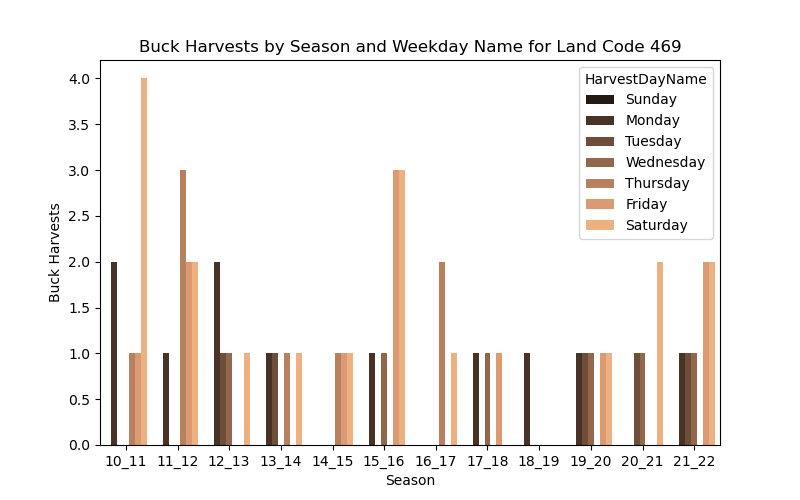 Buck Harvests by Season and Weekday Name for Land Code 469
HarvestDayName
Sunday
Monday
Tuesday
Wednesday
Thursday
Friday
Saturday
Buck Harvests
4.0
3.5
3.0
2.5
2.0
1.5
1.0
0.5
0.0
10_11 11_12 12_13 13_14 14_15 15_16 16_17 17_18 18_19 19_20 20_21 21_22
Season